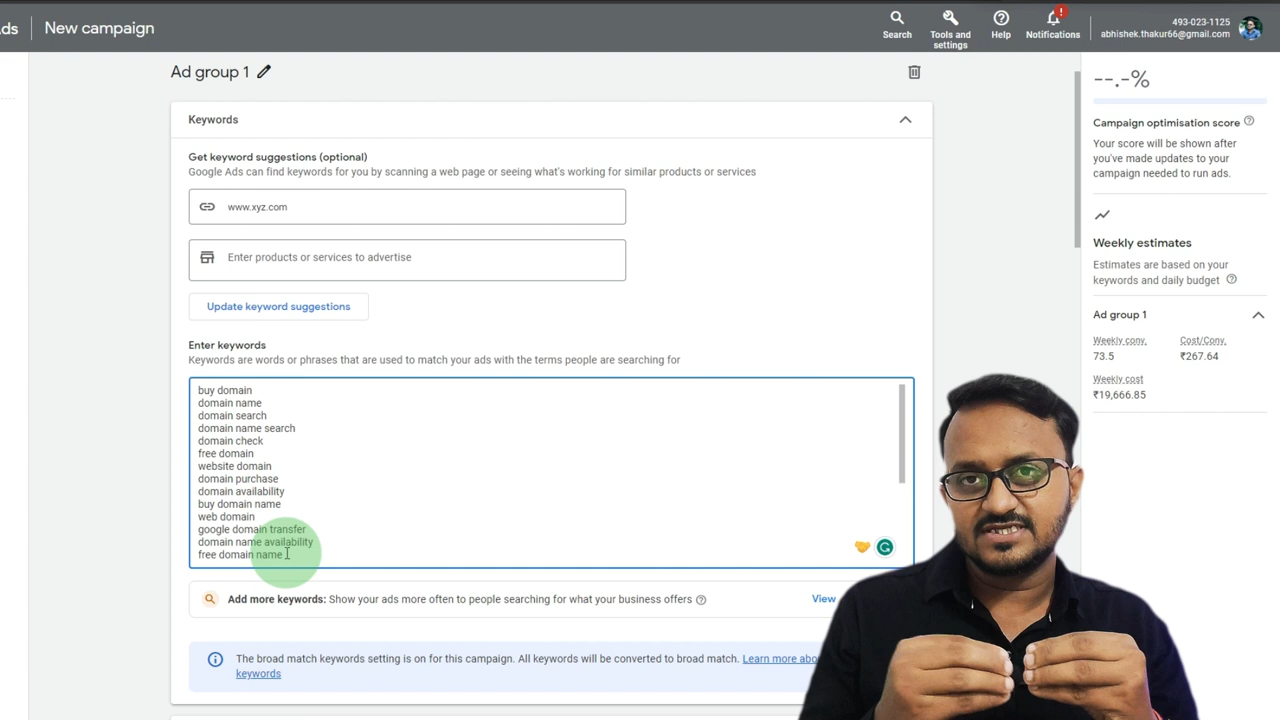 ds
New campaign
Search
Tools and
settings
Help
!
Notifications
493-023-1125
abhishek.thakur66@gmail.com
Ad group 1
Keywords
Get keyword suggestions (optional)
Google Ads can find keywords for you by scanning a web page or seeing what's working for similar products or services
www.xyz.com
Enter products or services to advertise
Update keyword suggestions
Enter keywords
Keywords are words or phrases that are used to match your ads with the terms people are searching for
buy domain
domain name
domain search
domain name search
domain check
free domain
website domain
domain purchase
domain availability
buy domain name
web domain
google domain transfer
domain name availability
free domain name
Add more keywords: Show your ads more often to people searching for what your business offers
View
The broad match keywords setting is on for this campaign. All keywords will be converted to broad match. Learn more abo
keywords
--.-%
Campaign optimisation score
Your score will be shown after
you've made updates to your
campaign needed to run ads.
Weekly estimates
Estimates are based on your
keywords and daily budget
Ad group 1
Weekly conv.
Cost/Conv.
73.5
₹267.64
Weekly cost
₹19,666.85